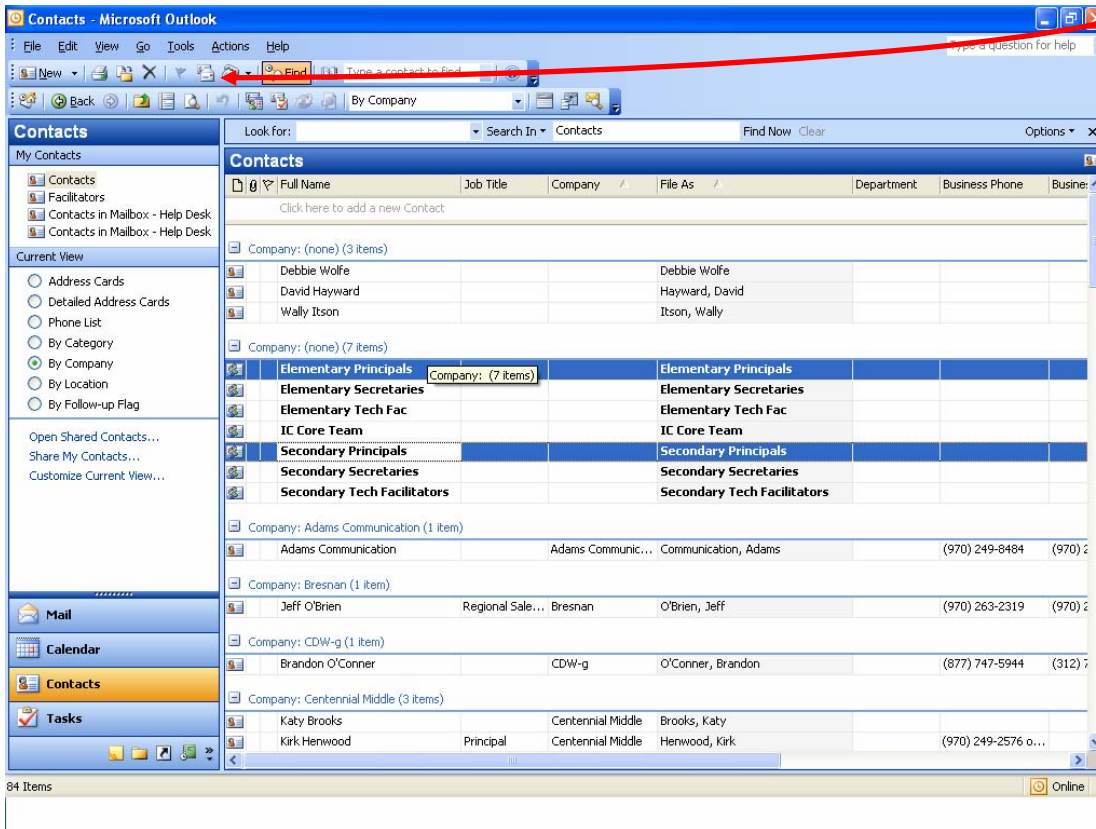 Contacts - Microsoft Outlook
File Edit View Go Tools Actions Help
Type a question for help
New Find Type a contact to find
Back By Company
Contacts
Look for: Search In Contacts Find Now Clear Options
My Contacts
Contacts
Facilitators
Contacts in Mailbox - Help Desk
Contacts in Mailbox - Help Desk
Current View
Address Cards
Detailed Address Cards
Phone List
By Category
By Company
By Location
By Follow-up Flag
Open Shared Contacts...
Share My Contacts...
Customize Current View...
Mail
Calendar
Contacts
Tasks
Contacts
Full Name Job Title Company File As Department Business Phone Busine
Click here to add a new Contact
Company: (none) (3 items)
Debbie Wolfe Debbie Wolfe
David Hayward Hayward, David
Wally Itson Itson, Wally
Company: (none) (7 items)
Elementary Principals Elementary Principals
Company: (7 items)
Elementary Secretaries Elementary Secretaries
Elementary Tech Fac Elementary Tech Fac
IC Core Team IC Core Team
Secondary Principals Secondary Principals
Secondary Secretaries Secondary Secretaries
Secondary Tech Facilitators Secondary Tech Facilitators
Company: Adams Communication (1 item)
Adams Communication Adams Communic... Communication, Adams (970) 249-8484 (970) 2
Company: Bresnan (1 item)
Jeff O'Brien Regional Sale... Bresnan O'Brien, Jeff (970) 263-2319 (970) 2
Company: CDW-g (1 item)
Brandon O'Conner CDW-g O'Conner, Brandon (877) 747-5944 (312) 7
Company: Centennial Middle (3 items)
Katy Brooks Centennial Middle Brooks, Katy
Kirk Henwood Principal Centennial Middle Henwood, Kirk (970) 249-2576 o...
84 Items Online